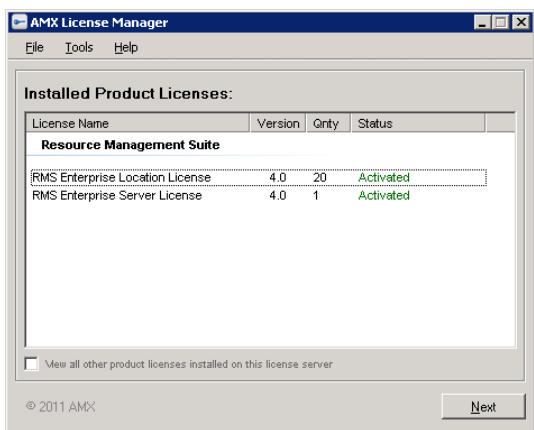 AMX License Manager
File Tools Help
Installed Product Licenses:
License Name Version Qnty Status
Resource Management Suite
RMS Enterprise Location License 4.0 20 Activated
RMS Enterprise Server License 4.0 1 Activated
View all other product licenses installed on this license server
© 2011 AMX
Next